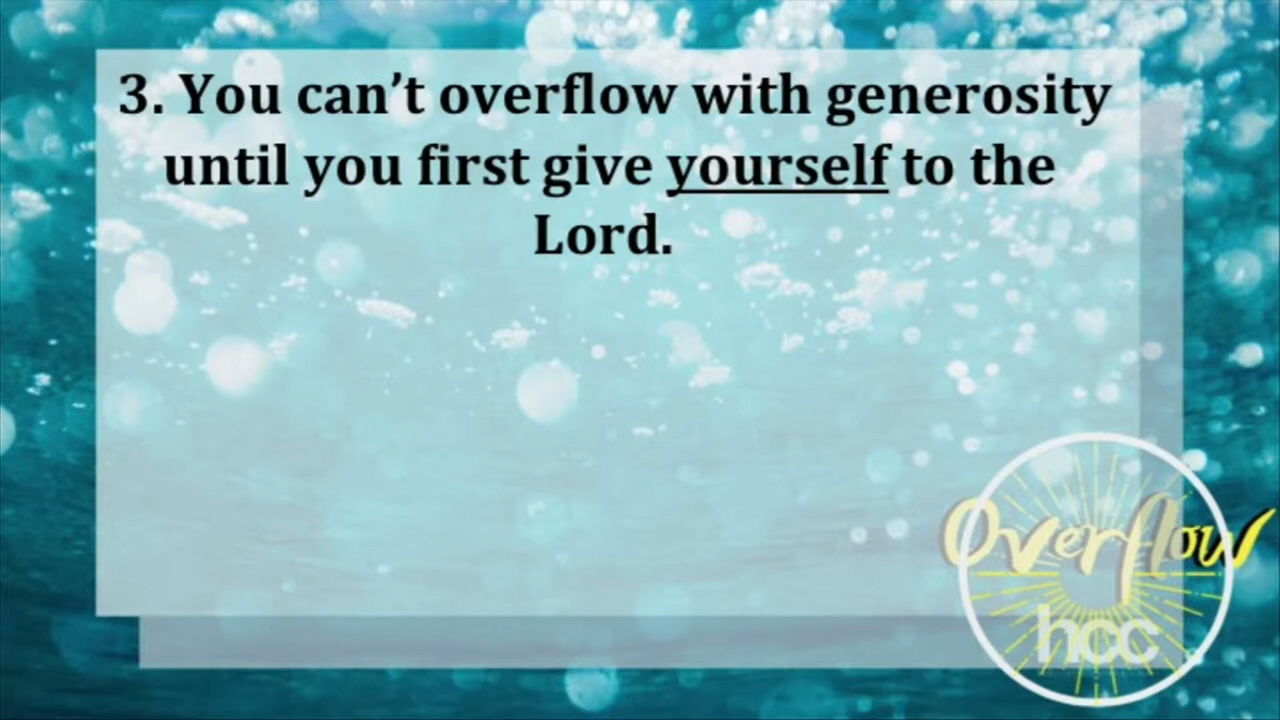 3. You can’t overflow with generosity
until you first give yourself to the
Lord.
Overflow
hcc